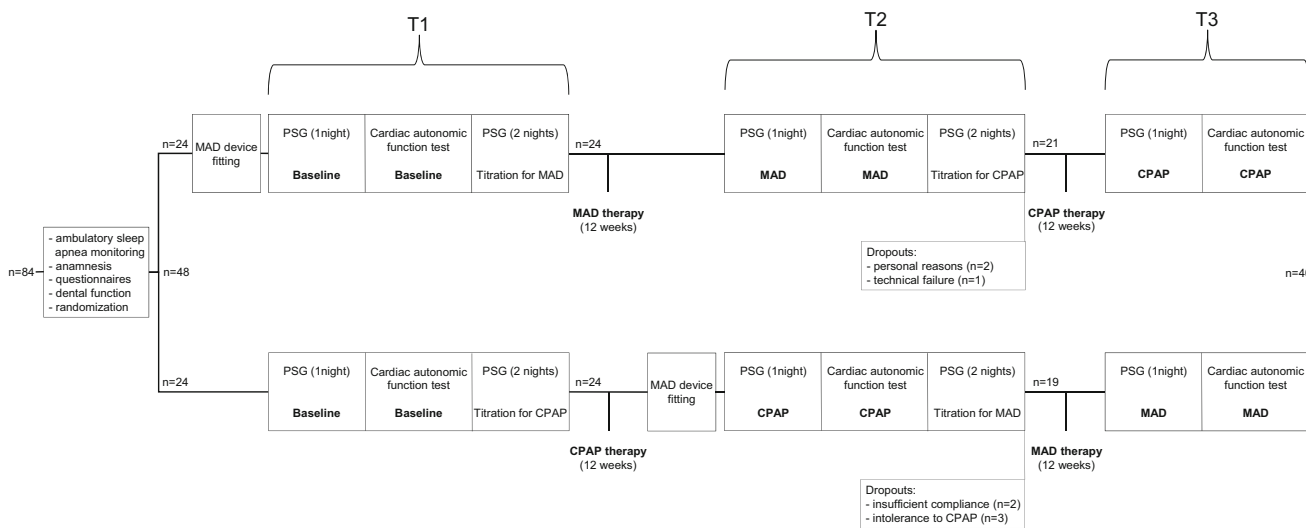 T1
T2
T3
n=24
MAD device
fitting
PSG (1night)
Baseline
Cardiac autonomic
function test
Baseline
PSG (2 nights)
Titration for MAD
n=24
MAD therapy
(12 weeks)
PSG (1night)
MAD
Cardiac autonomic
function test
MAD
PSG (2 nights)
Titration for CPAP
n=21
CPAP therapy
(12 weeks)
PSG (1night)
CPAP
Cardiac autonomic
function test
CPAP
Dropouts:
- personal reasons (n=2)
- technical failure (n=1)
n=84
- ambulatory sleep
apnea monitoring
- anamnesis
- questionnaires
- dental function
- randomization
n=48
n=40
n=24
PSG (1night)
Baseline
Cardiac autonomic
function test
Baseline
PSG (2 nights)
Titration for CPAP
n=24
CPAP therapy
(12 weeks)
MAD device
fitting
PSG (1night)
CPAP
Cardiac autonomic
function test
CPAP
PSG (2 nights)
Titration for MAD
n=19
MAD therapy
(12 weeks)
PSG (1night)
MAD
Cardiac autonomic
function test
MAD
Dropouts:
- insufficient compliance (n=2)
- intolerance to CPAP (n=3)